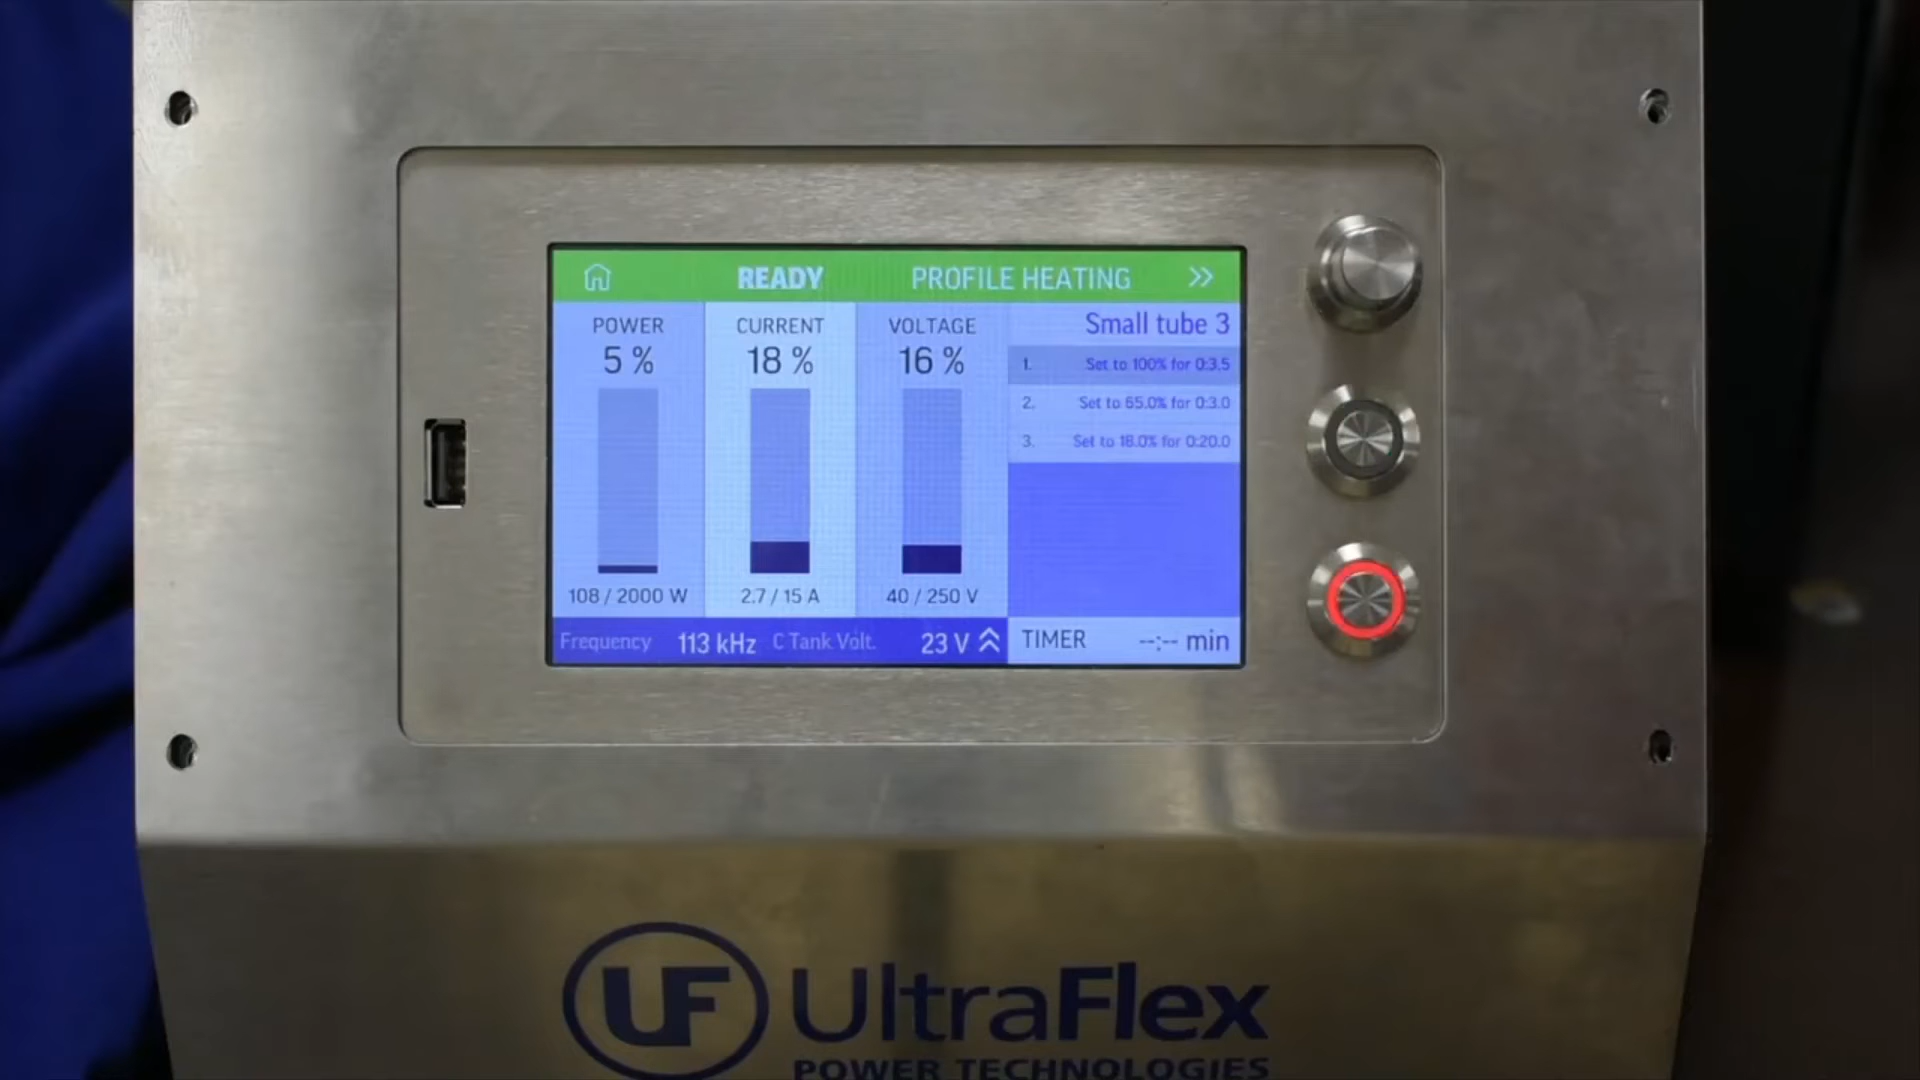 READY PROFILE HEATING
POWER CURRENT VOLTAGE Small tube 3
5 % 18 % 16 % 1. Set to 100% for 0:3.5
2. Set to 65.0% for 0:3.0
3. Set to 18.0% for 0:20.0
108 / 2000 W 2.7 / 15 A 40 / 250 V
Frequency 113 kHz C Tank Volt. 23 V TIMER --:-- min
UF UltraFlex
POWER TECHNOLOGIES